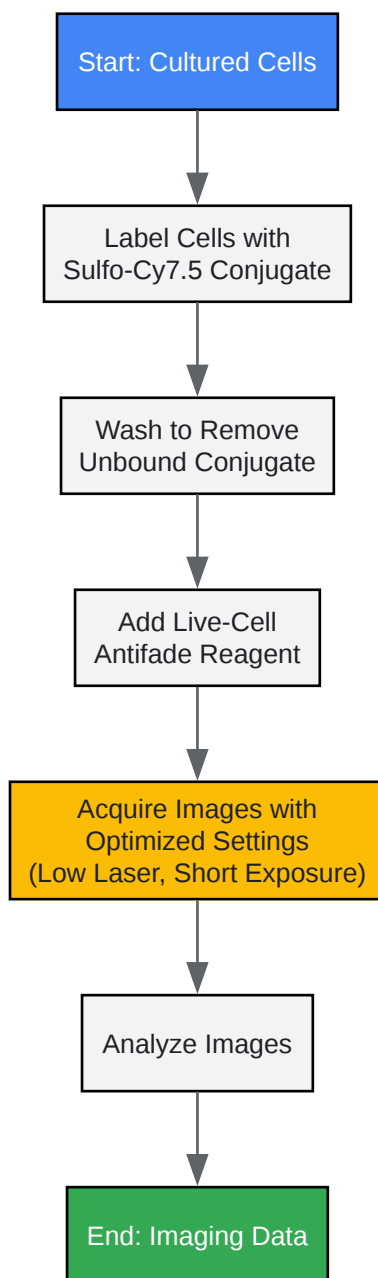 Start: Cultured Cells
Label Cells with
Sulfo-Cy7.5 Conjugate
Wash to Remove
Unbound Conjugate
Add Live-Cell
Antifade Reagent
Acquire Images with
Optimized Settings
(Low Laser, Short Exposure)
Analyze Images
End: Imaging Data